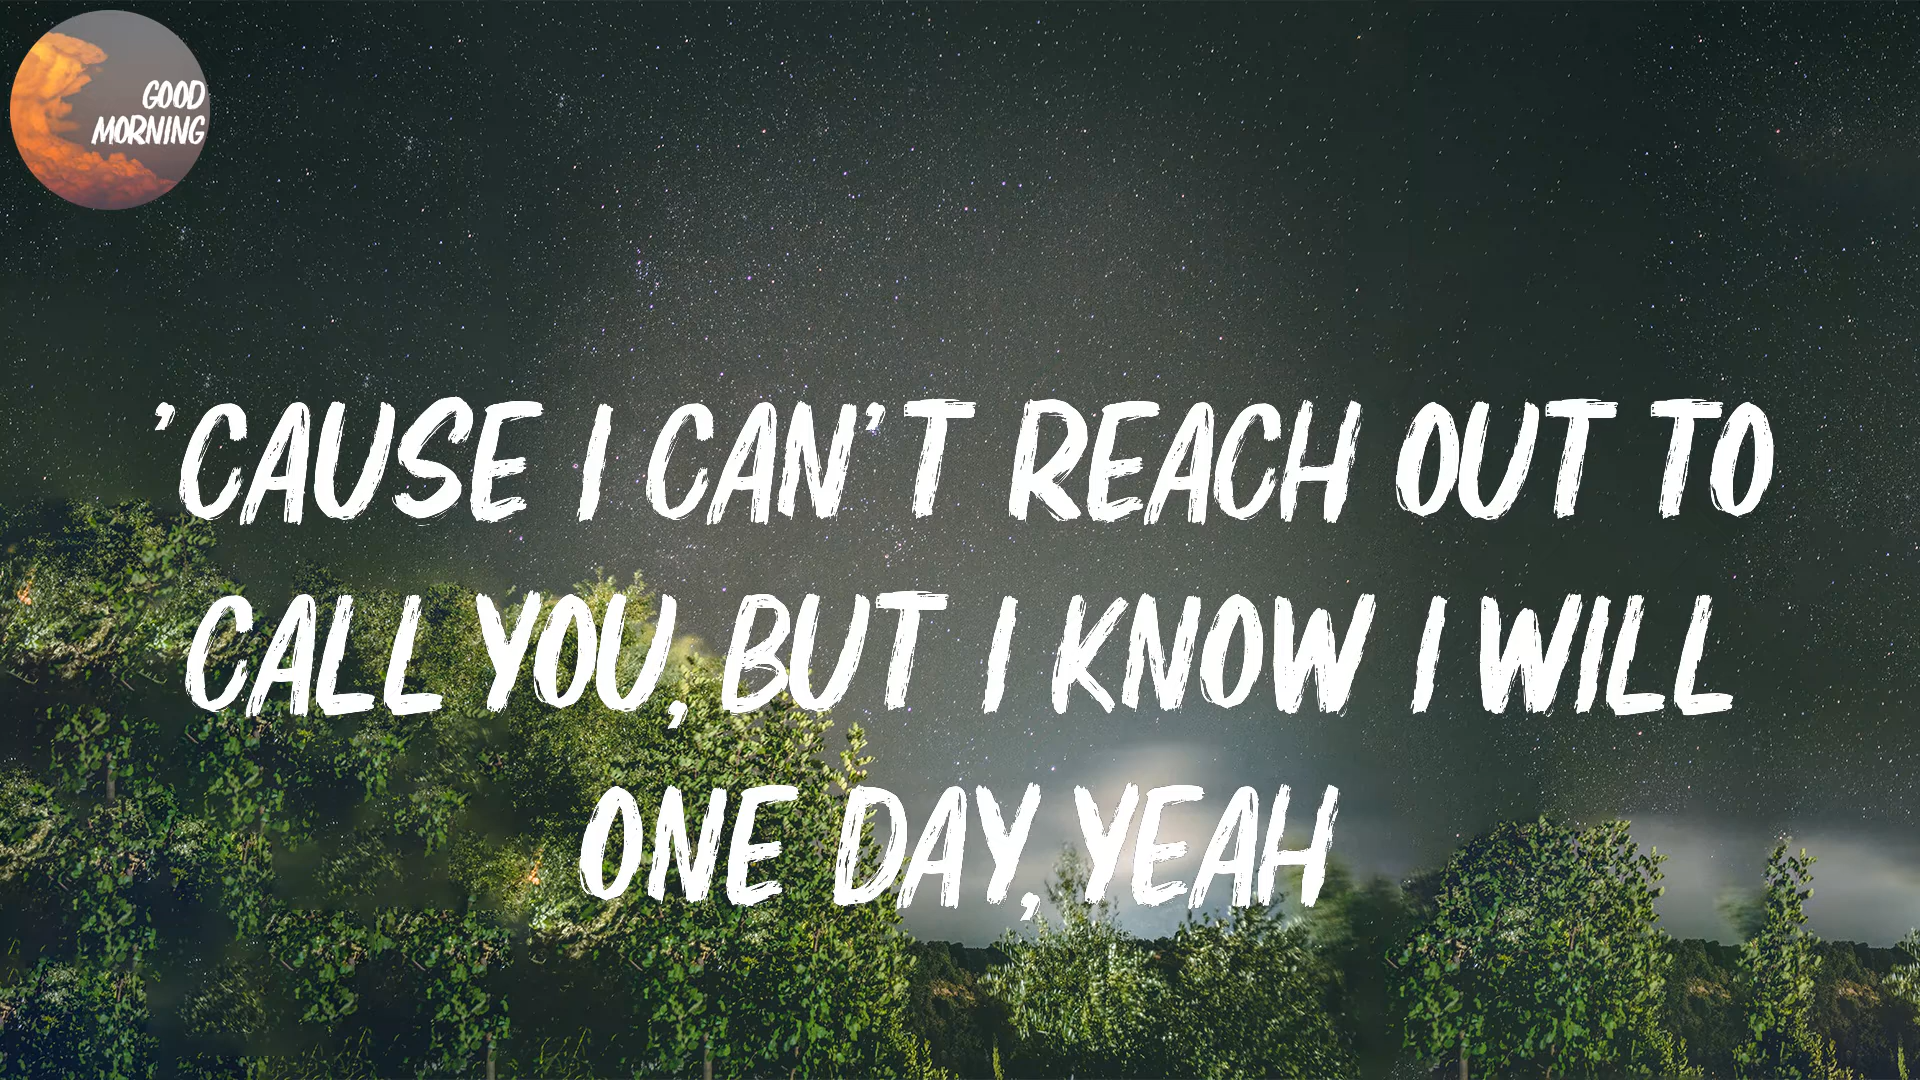 GOOD
MORNING
'CAUSE I CAN'T REACH OUT TO
CALL YOU, BUT I KNOW I WILL
ONE DAY, YEAH